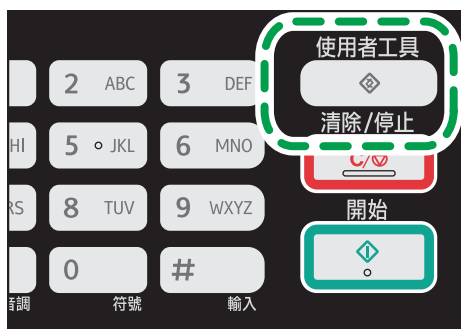 使用者工具
2 ABC
3 DEF
清除/停止
HI
5 JKL
6 MNO
C/
RS
8 TUV
9 WXYZ
開始
0
#
音調
符號
輸入